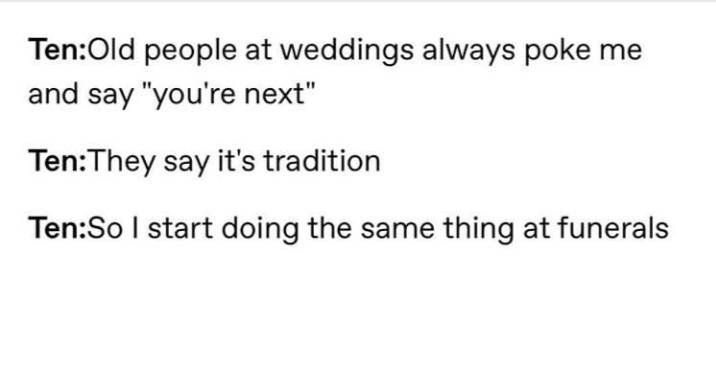 Ten:Old people at weddings always poke me
and say "you're next"
Ten:They say it's tradition
Ten:So I start doing the same thing at funerals